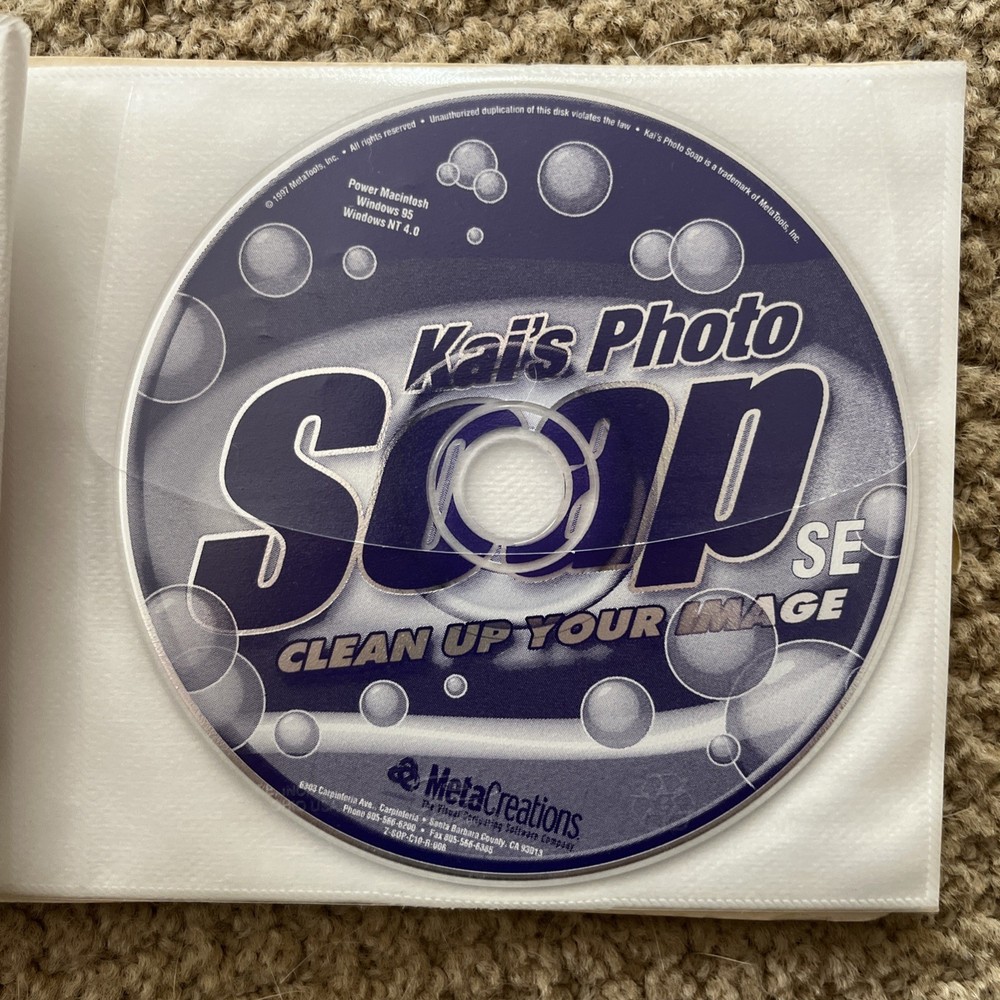 © 1997 MetaTools, Inc. • All rights reserved • Unauthorized duplication of this disk violates the law • Kai's Photo Soap is a trademark of MetaTools, Inc.
Power Macintosh
Windows 95
Windows NT 4.0
Kai's Photo
Soap
SE
CLEAN UP YOUR IMAGE
MetaCreations
The Visual Computing Software Company
6303 Carpinteria Ave., Carpinteria • Santa Barbara County, CA 93013
Phone 805-566-6200 • Fax 805-566-6385